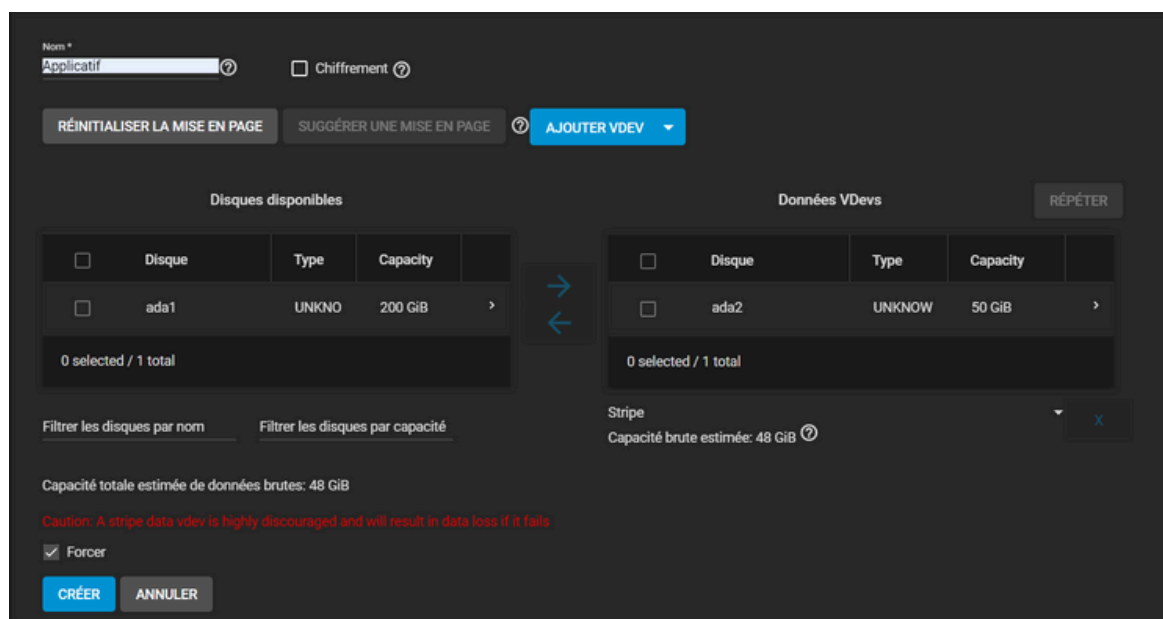 Nom *
Applicatif
Chiffrement
RÉINITIALISER LA MISE EN PAGE SUGGÉRER UNE MISE EN PAGE AJOUTER VDEV
Disques disponibles
Disque Type Capacity
ada1 UNKNO 200 GiB
0 selected / 1 total
Filtrer les disques par nom Filtrer les disques par capacité
Données VDevs RÉPÉTER
Disque Type Capacity
ada2 UNKNOW 50 GiB
0 selected / 1 total
Stripe X
Capacité brute estimée: 48 GiB
Capacité totale estimée de données brutes: 48 GiB
Caution: A stripe data vdev is highly discouraged and will result in data loss if it fails
Forcer
CRÉER ANNULER